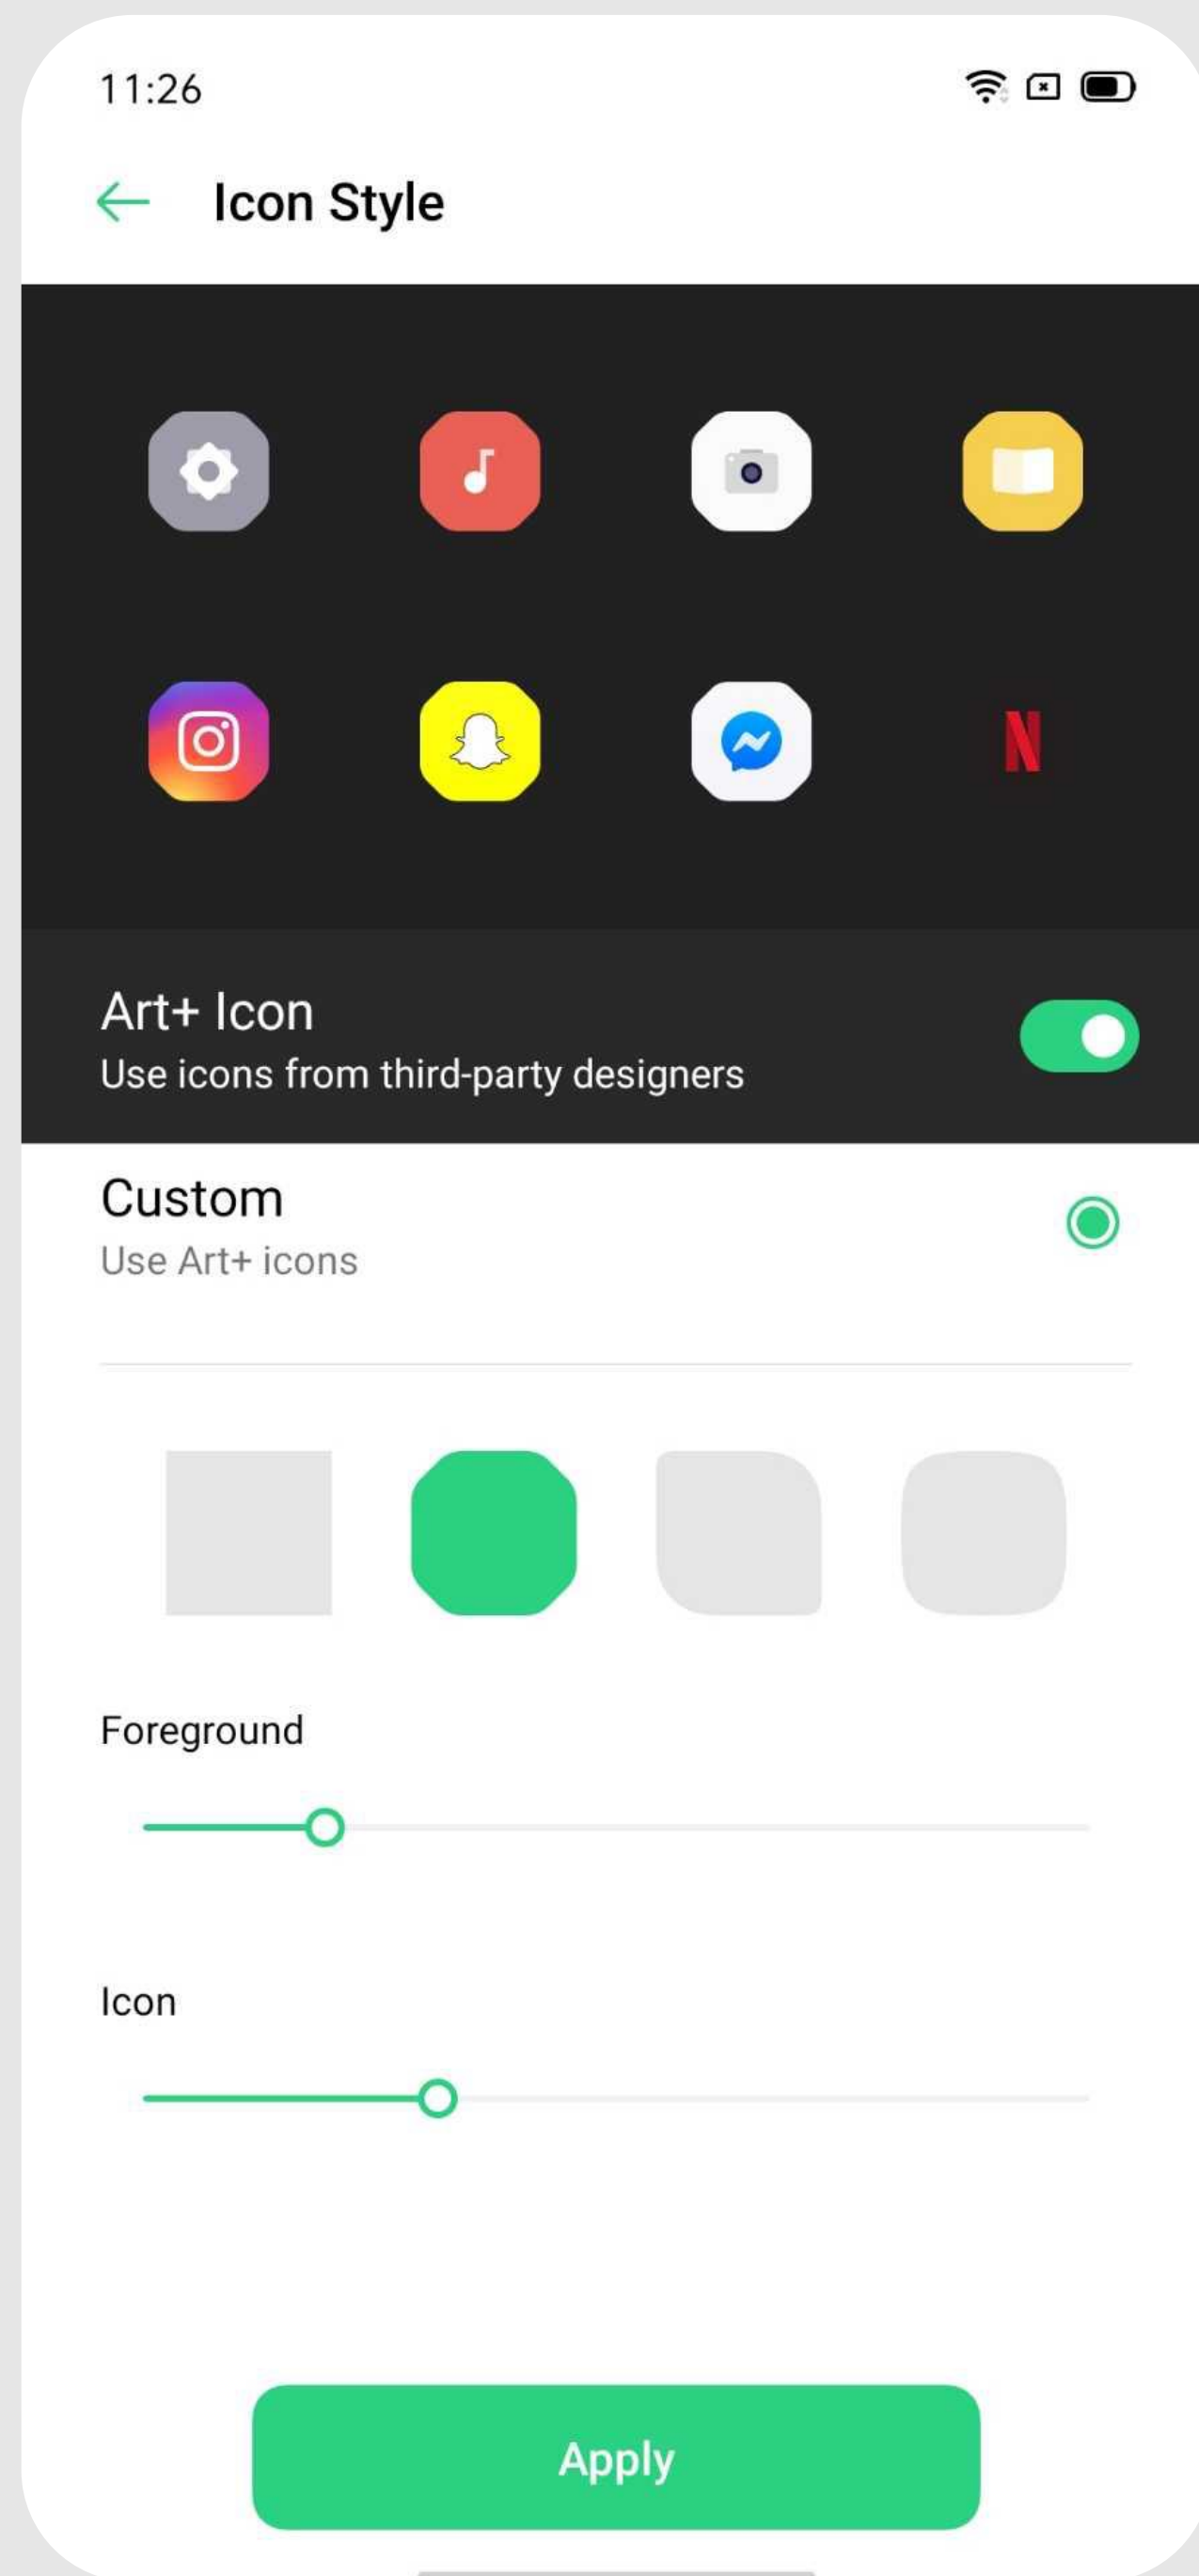 11:26
Icon Style
N
Art+ Icon
Use icons from third-party designers
Custom
Use Art+ icons
Foreground
Icon
Apply